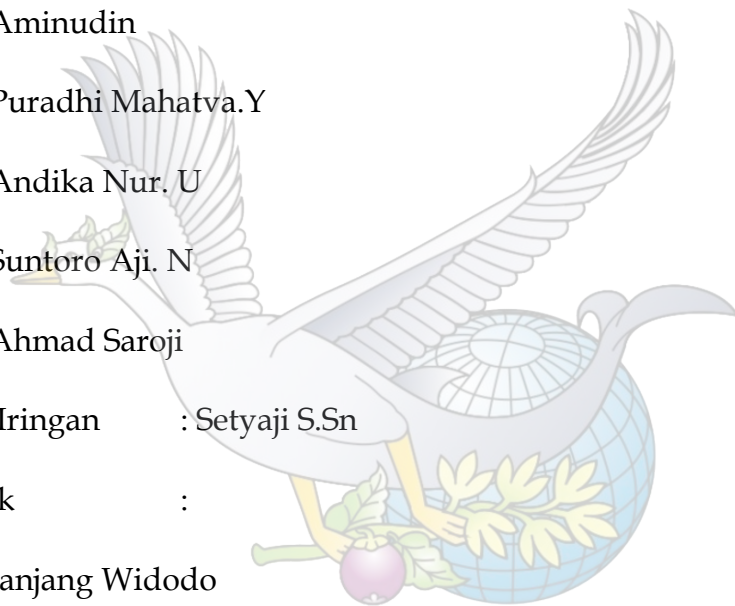 Aminudin
Puradhi Mahatva.Y
Andika Nur. U
Suntoro Aji. N
Ahmad Saroji
Iringan : Setyaji S.Sn
k :
anjang Widodo